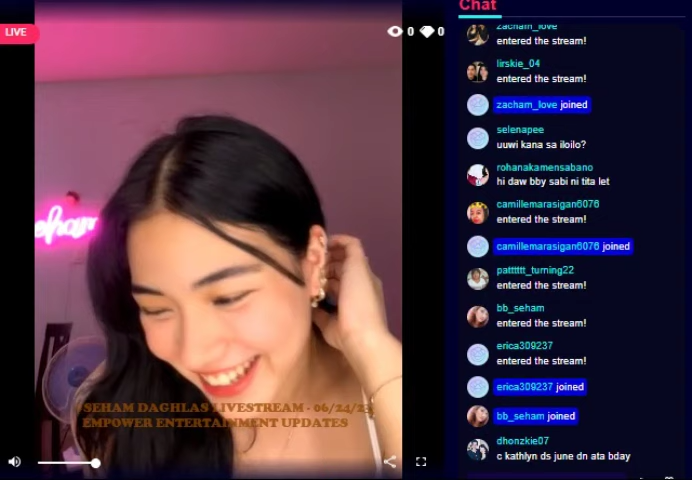 Chat
LIVE
0
0
zacham_love
entered the stream!
lirskie_04
entered the stream!
zacham_love joined
selenapee
uuwi kana sa iloilo?
rohanakamensabano
hi daw bby sabi ni tita let
camillemarasigan6076
entered the stream!
camillemarasigan6076 joined
patttttt_turning22
entered the stream!
bb_seham
entered the stream!
erica309237
entered the stream!
erica309237 joined
bb_seham joined
dhonzkie07
c kathlyn ds june dn ata bday
eham
SEHAM DAGHLAS LIVESTREAM - 06/24/23
EMPOWER ENTERTAINMENT UPDATES